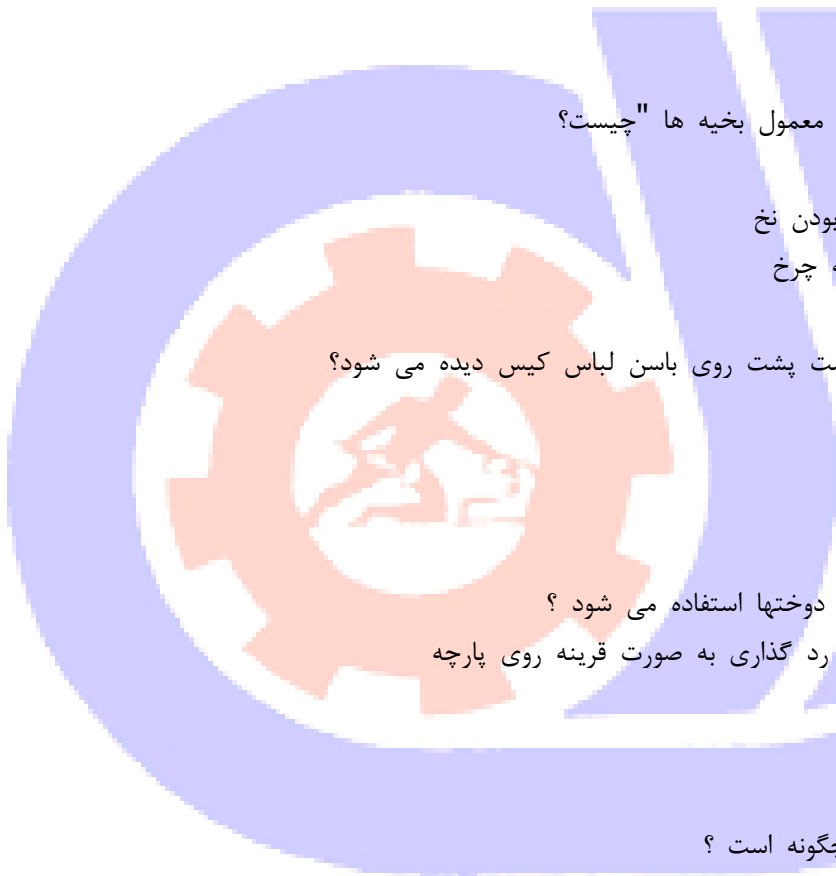 معمول بخیه ها "چیست؟
بودن نخ
چرخ
پشت روی باسن لباس کیس دیده می شود؟
دوختها استفاده می شود ؟
رد گذاری به صورت قرینه روی پارچه
چگونه است ؟